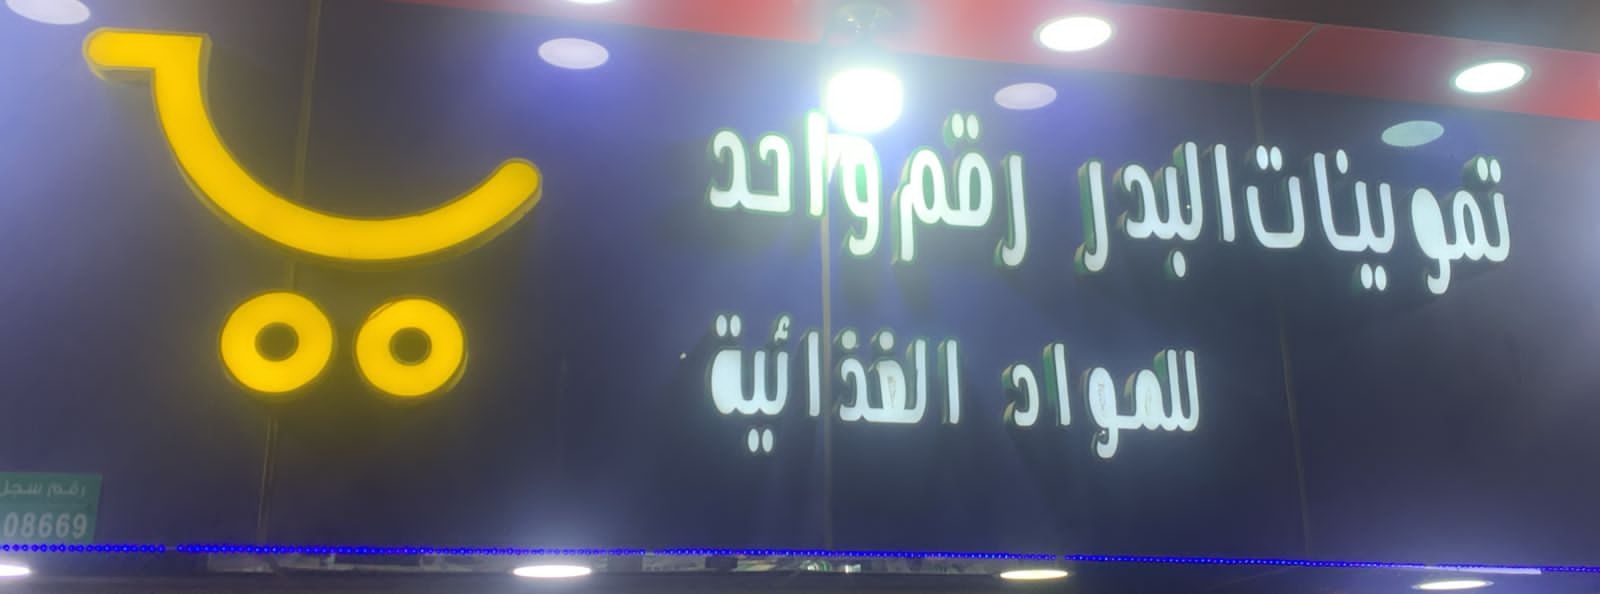 تموينات البدر رقم واحد
للمواد الغذائية
رقم سجل
08669